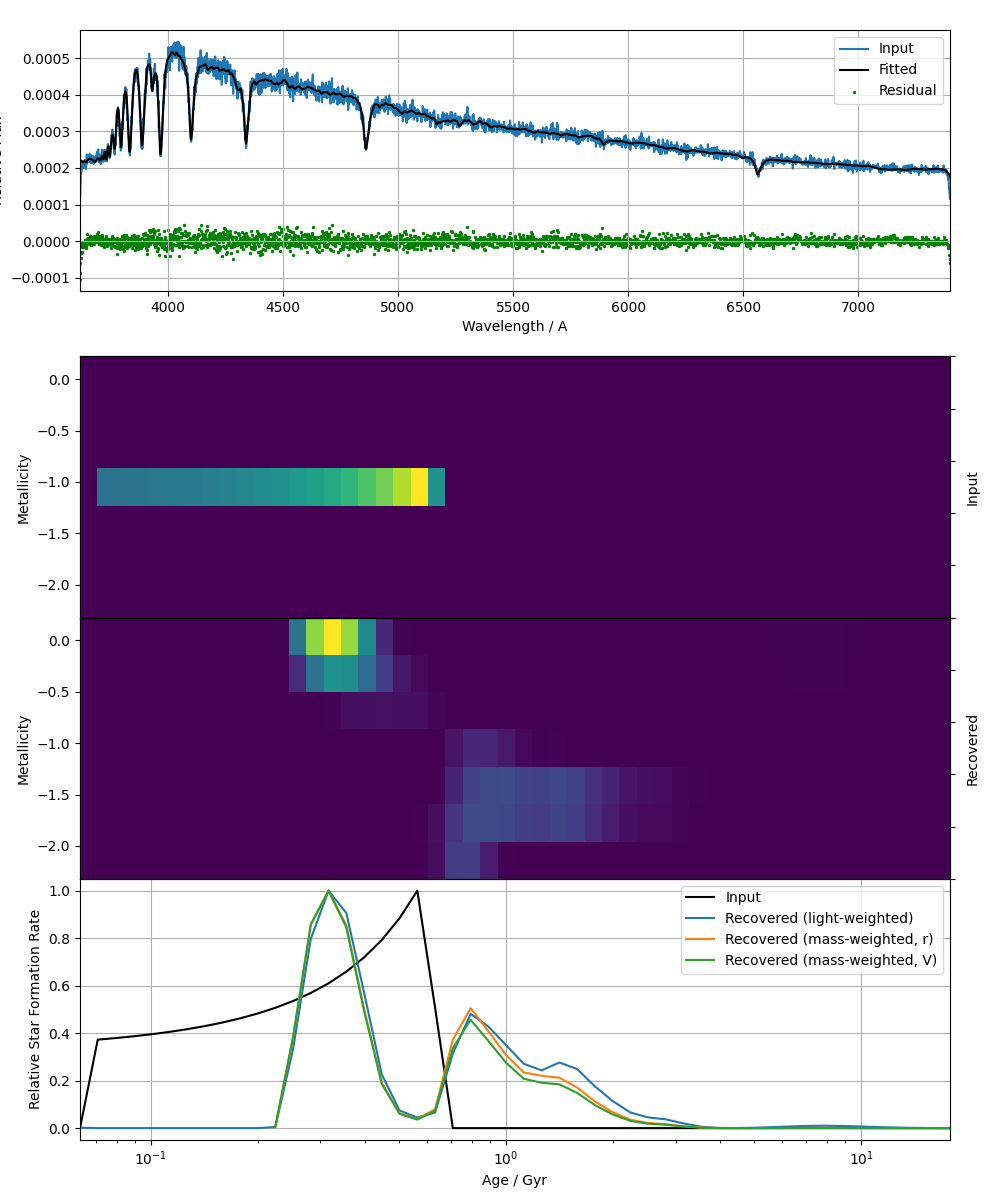 Input
Fitted
Residual
0.0005
0.0004
0.0003
0.0002
0.0001
0.0000
−0.0001
4000 4500 5000 5500 6000 6500 7000
Wavelength / A
0.0
−0.5
−1.0
−1.5
−2.0
Metallicity
Input
0.0
−0.5
−1.0
−1.5
−2.0
Metallicity
Recovered
1.0
0.8
0.6
0.4
0.2
0.0
Relative Star Formation Rate
Input
Recovered (light-weighted)
Recovered (mass-weighted, r)
Recovered (mass-weighted, V)
10⁻¹ 10⁰ 10¹
Age / Gyr